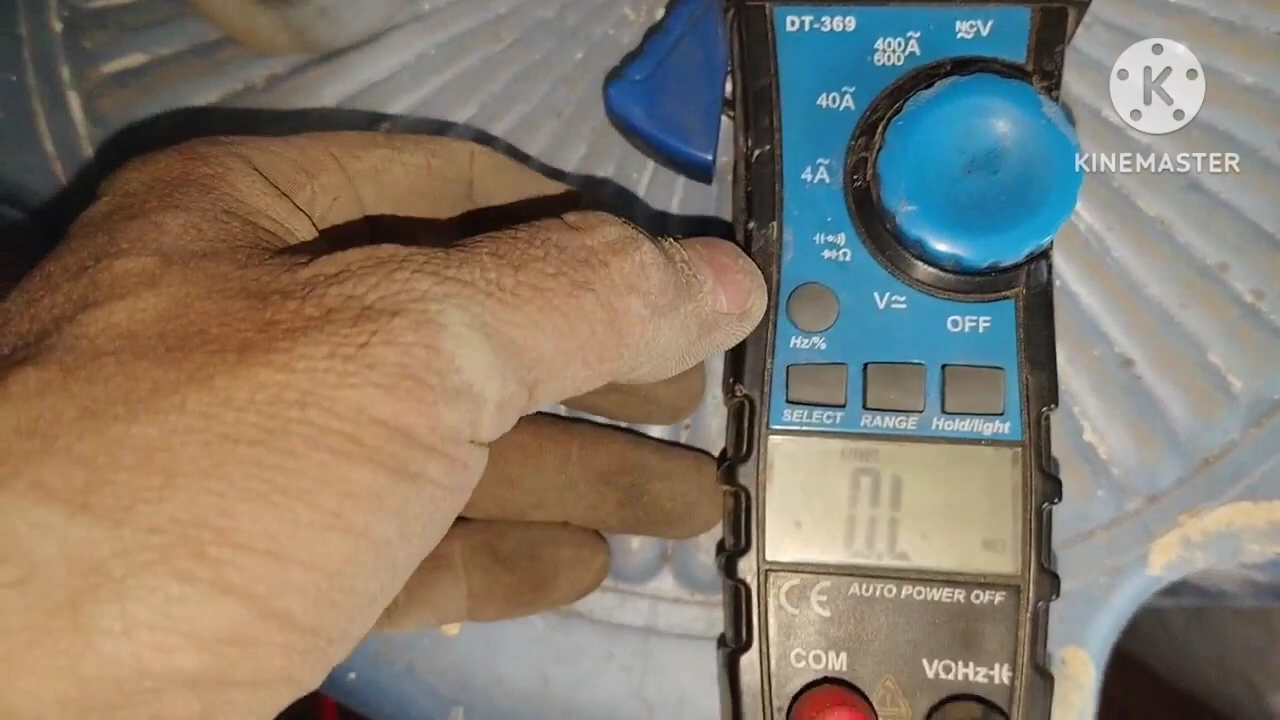 DT-369
NCV
400A
600
40A
4A
Ω
V
OFF
Hz/%
SELECT
RANGE
Hold/light
0.L
CE
AUTO POWER OFF
COM
VΩHz
K
KINEMASTER